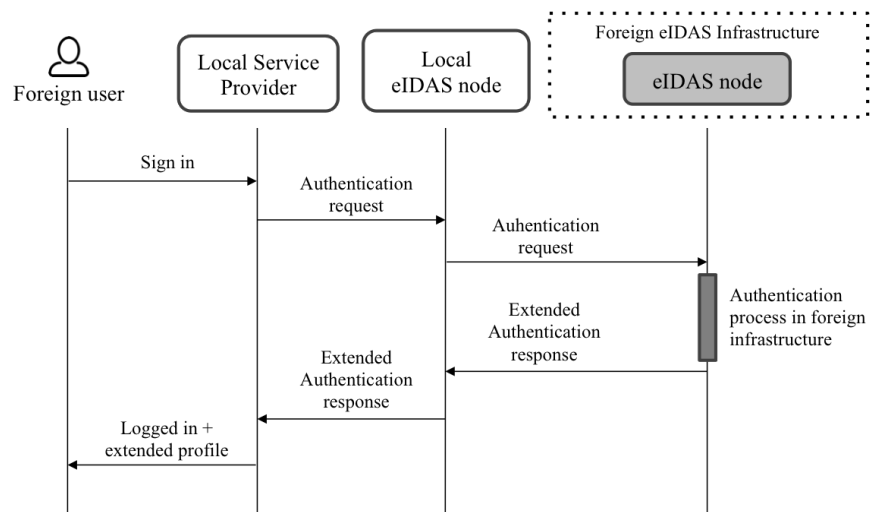 Foreign user
Local Service
Provider
Local
eIDAS node
Foreign eIDAS Infrastructure
eIDAS node
Sign in
Authentication
request
Auhentication
request
Authentication
process in foreign
infrastructure
Extended
Authentication
response
Extended
Authentication
response
Logged in +
extended profile